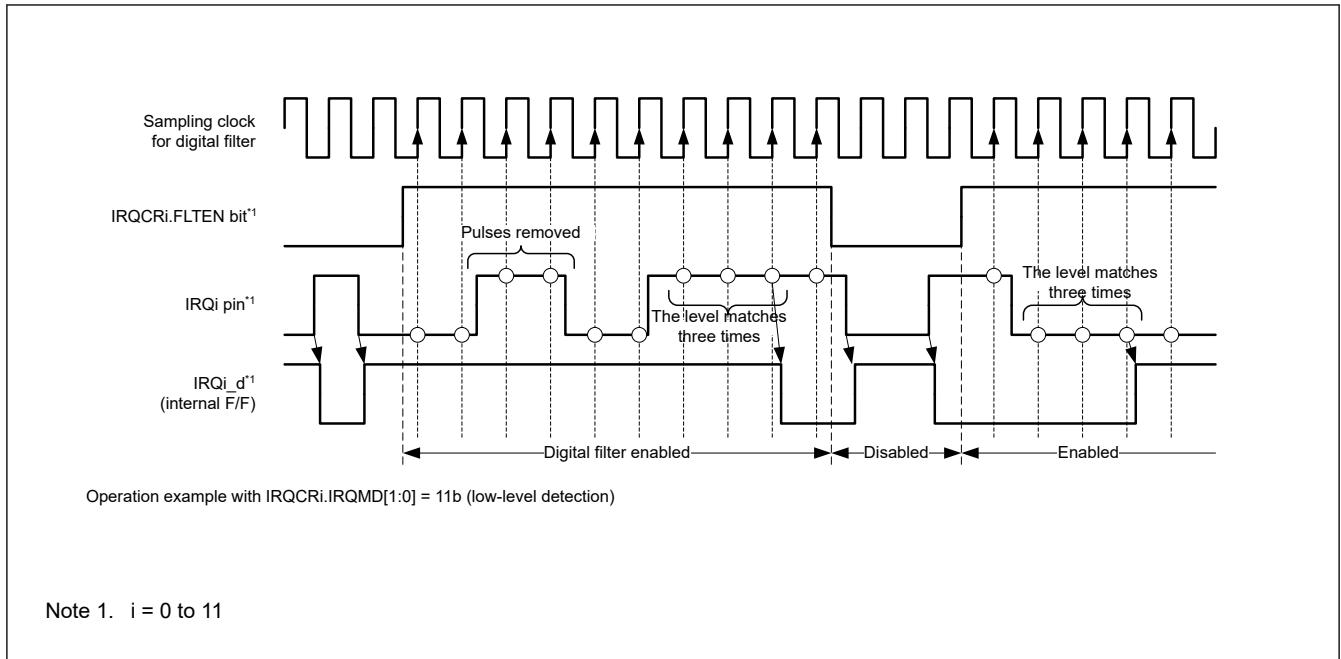 Sampling clock
for digital filter
IRQCRi.FLTEN bit*1
Pulses removed
IRQi pin*1
The level matches
three times
The level matches
three times
IRQi_d*1
(internal F/F)
Digital filter enabled
Disabled
Enabled
Operation example with IRQCRi.IRQMD[1:0] = 11b (low-level detection)
Note 1. i = 0 to 11